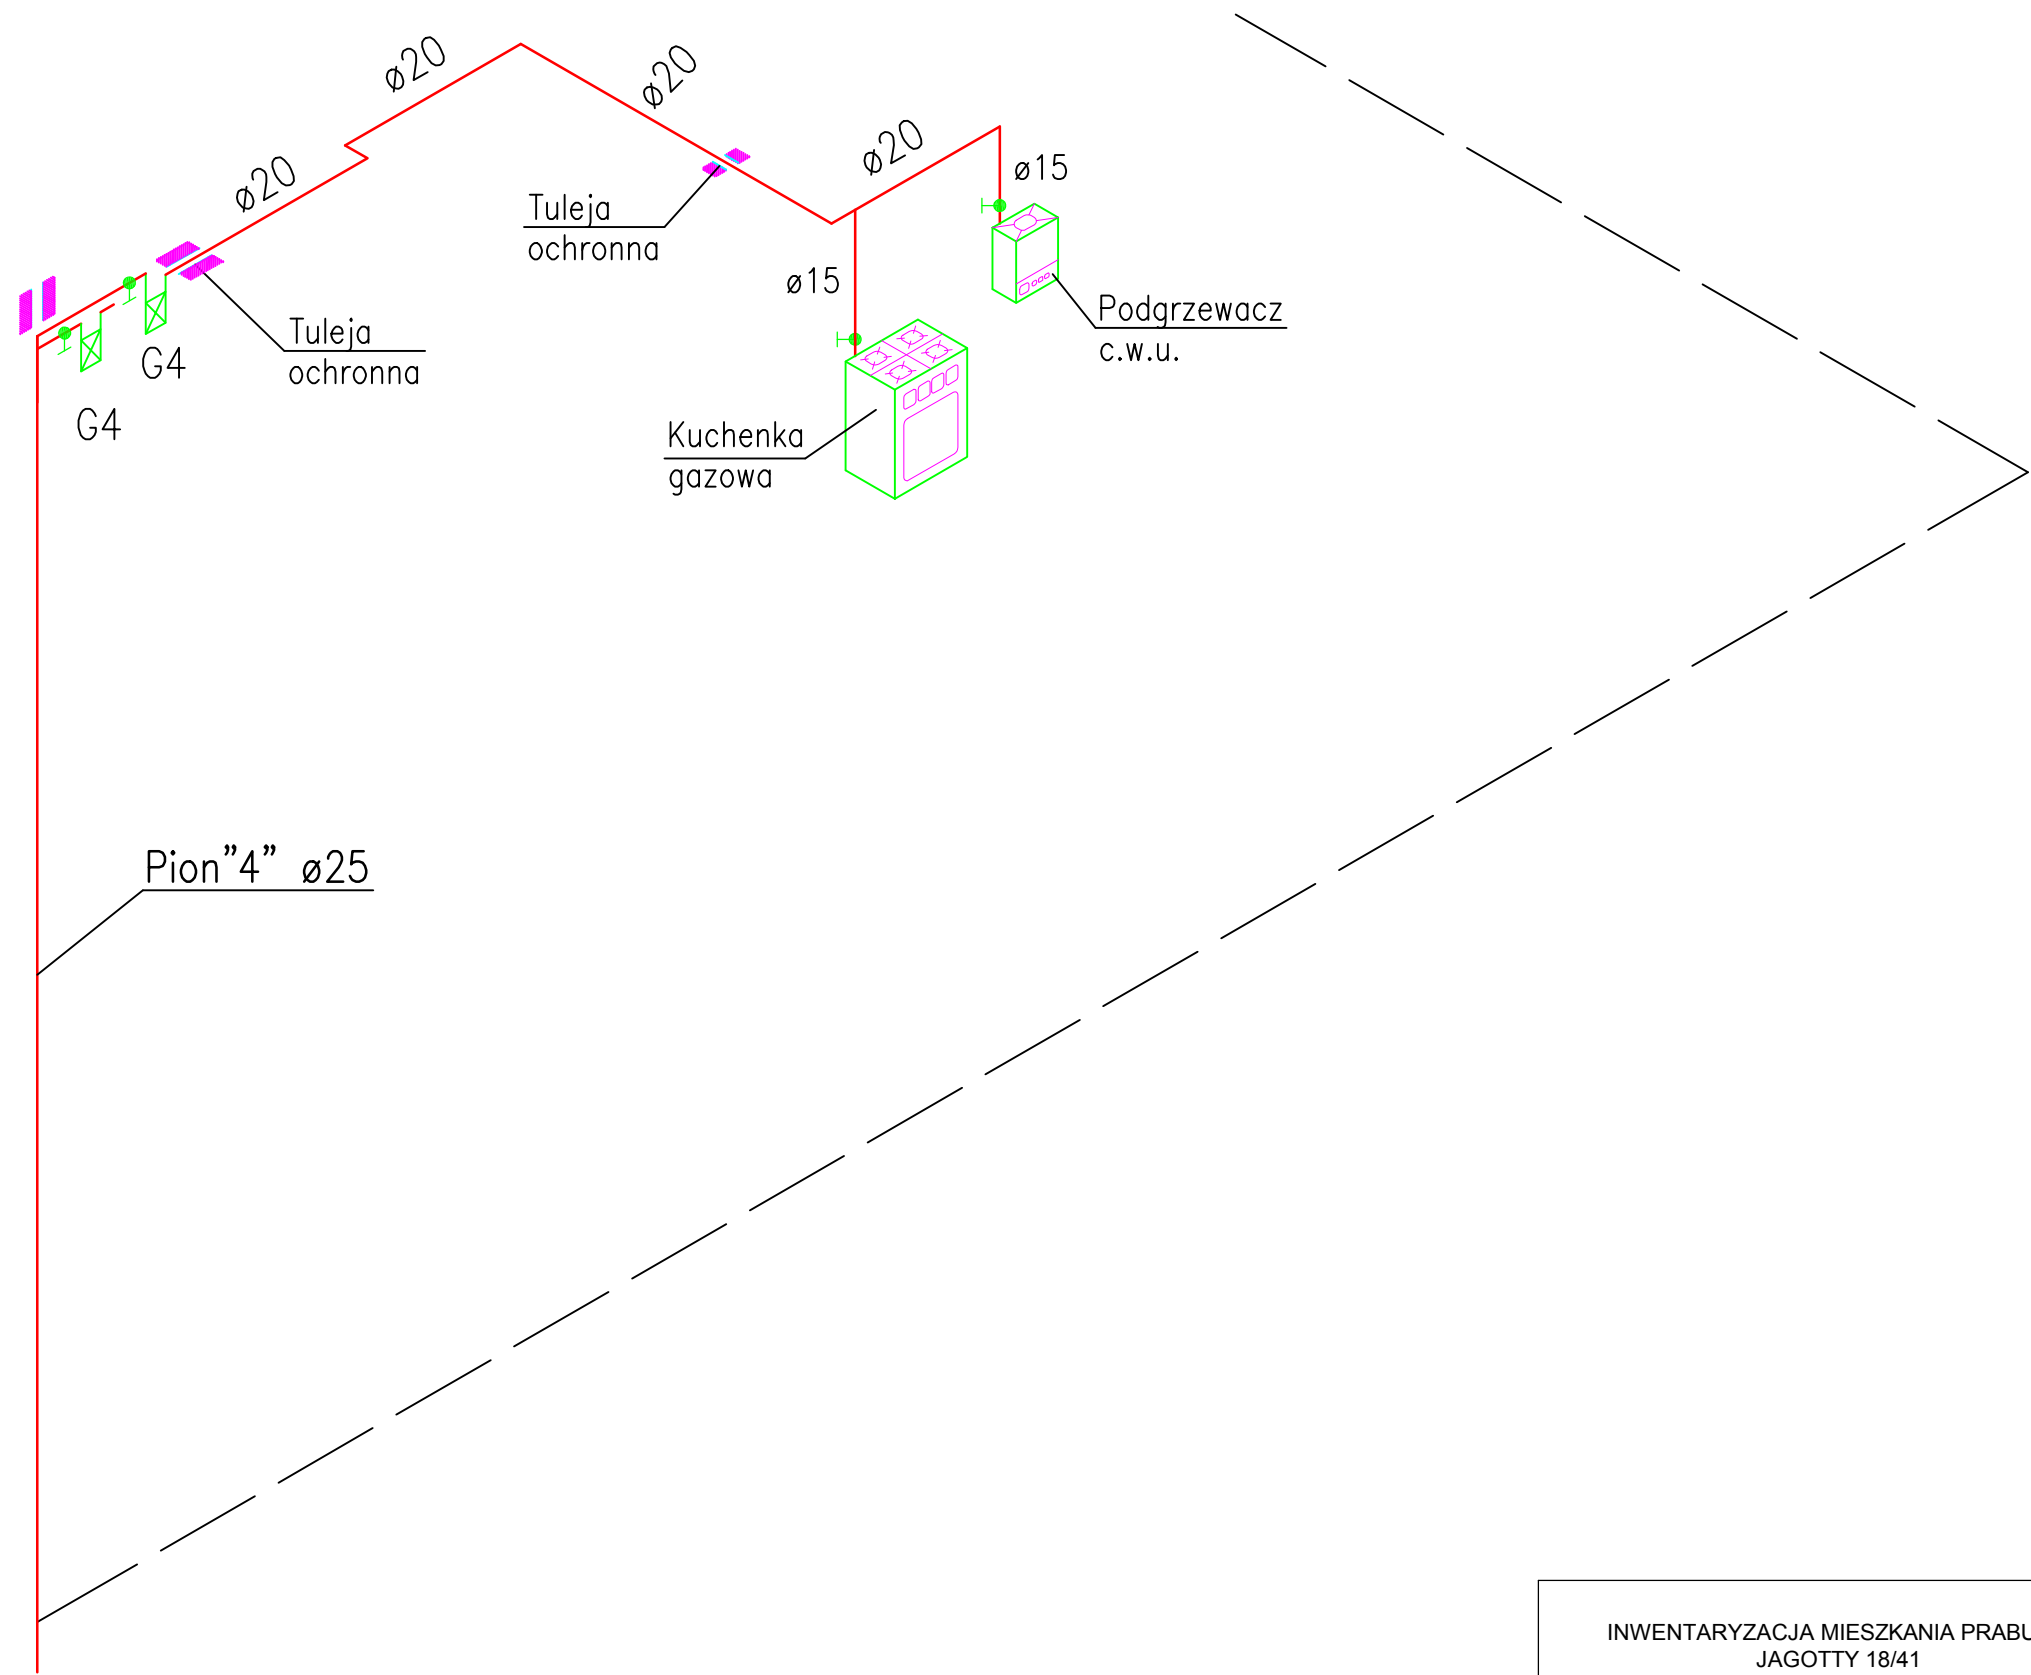 ø20
ø20
ø20
ø20
ø15
Tuleja
ochronna
ø15
Podgrzewacz
c.w.u.
Tuleja
ochronna
G4
G4
Kuchenka
gazowa
Pion”4” ø25
INWENTARYZACJA MIESZKANIA
JAGOTTY 18/41